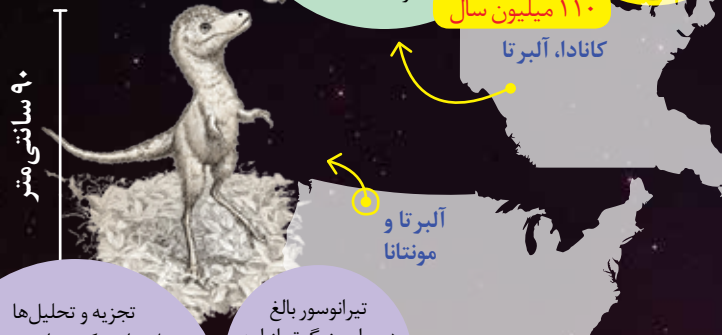 ۱۱۰ میلیون سال
کانادا، آلبرتا
۹۰ سانتی‌متر
آلبرتا و
مونتانا
تیرانوسور بالغ
تجزیه و تحلیل‌ها